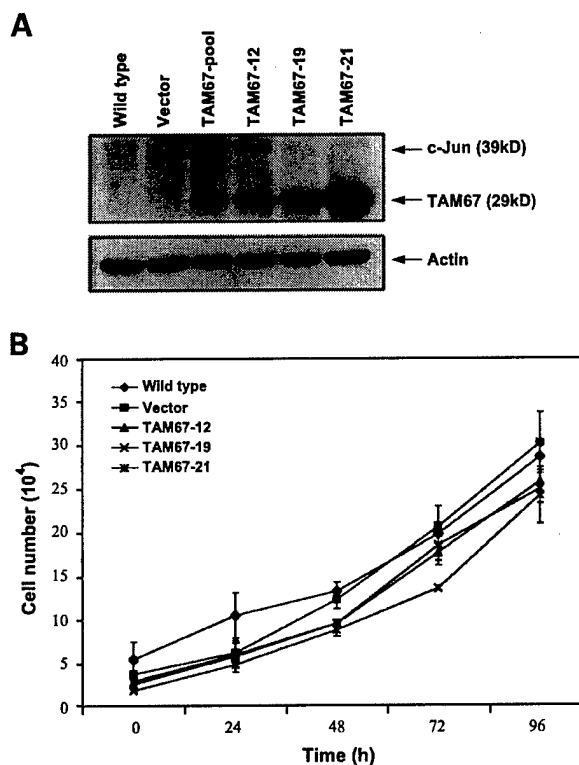 A
Wild type
Vector
TAM67-pool
TAM67-12
TAM67-19
TAM67-21
c-Jun (39kD)
TAM67 (29kD)
Actin
B
Cell number (10⁴)
40
35
30
25
20
15
10
5
0
Wild type
Vector
TAM67-12
TAM67-19
TAM67-21
0 24 48 72 96
Time (h)